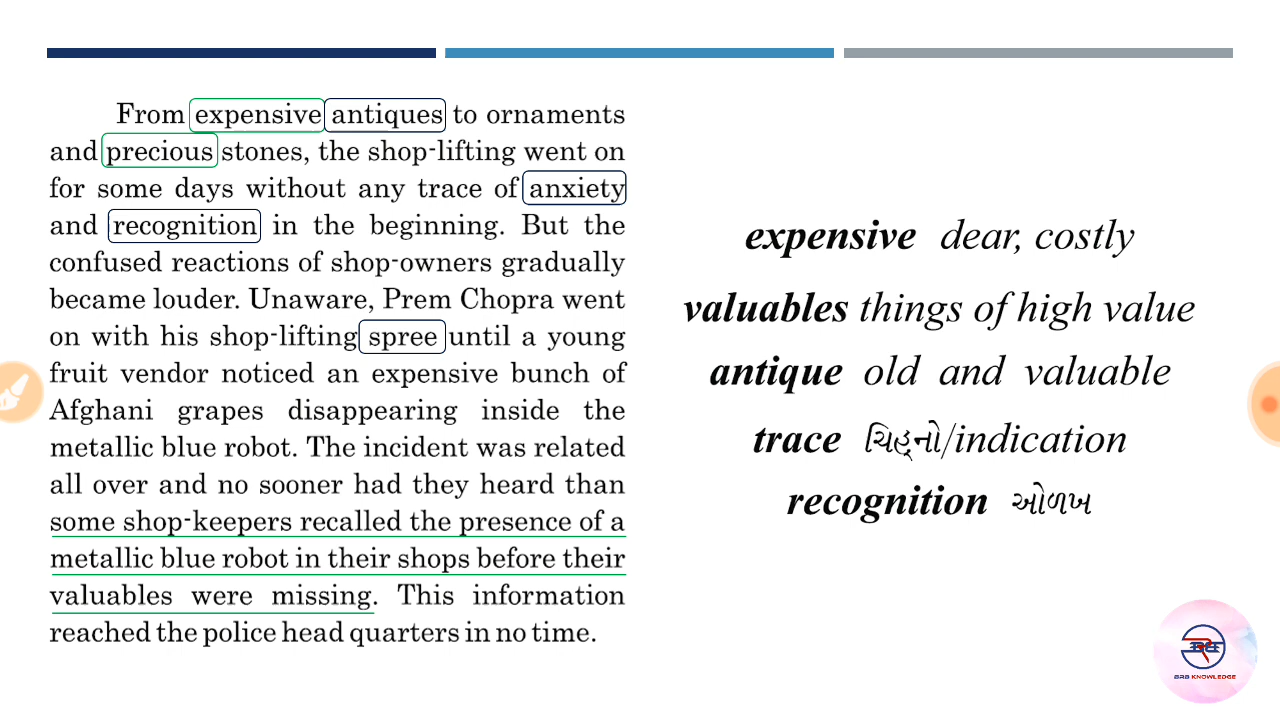 From expensive antiques to ornaments
and precious stones, the shop-lifting went on
for some days without any trace of anxiety
and recognition in the beginning. But the
confused reactions of shop-owners gradually
became louder. Unaware, Prem Chopra went
on with his shop-lifting spree until a young
fruit vendor noticed an expensive bunch of
Afghani grapes disappearing inside the
metallic blue robot. The incident was related
all over and no sooner had they heard than
some shop-keepers recalled the presence of a
metallic blue robot in their shops before their
valuables were missing. This information
reached the police head quarters in no time.
expensive dear, costly
valuables things of high value
antique old and valuable
trace ચિહ્નો/indication
recognition ઓળખ
BRB KNOWLEDGE